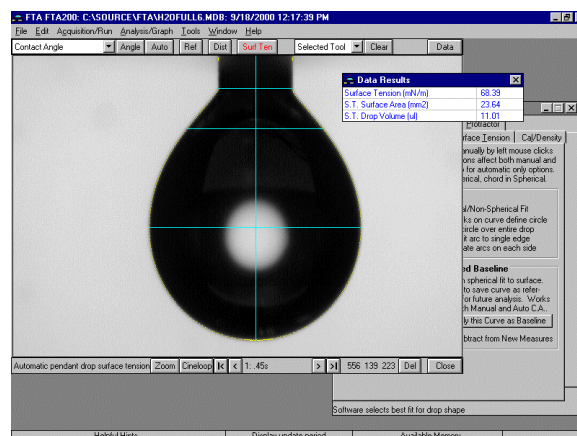 FTA FTA200: C:\SOURCE\FTA\H2OFULL6.MDB: 9/18/2000 12:17:39 PM
File Edit Acquisition/Run Analysis/Graph Tools Window Help
Contact Angle Angle Auto Ref Dist Surf Ten Selected Tool Clear Data
Data Results
Surface Tension (mN/m) 68.39
S.T. Surface Area (mm2) 23.64
S.T. Drop Volume (ul) 11.01
Protractor
rface Tension Cal/Density
anually by left mouse clicks
ons affect both manual and
for automatic only options.
erical, chord in Spherical.
al/Non-Spherical Fit
ks on curve define circle
circle over entire drop
it arc to single edge
ate arcs on each side
ed Baseline
n spherical fit to surface.
to save curve as refer-
for future analysis. Works
th Manual and Auto C.A..
ly this Curve as Baseline
btract from New Measures
Automatic pendant drop surface tension Zoom Cineloop 1: .45s 556 139 223 Del Close
Software selects best fit for drop shape
Helpful Hints Display update period Available Memory